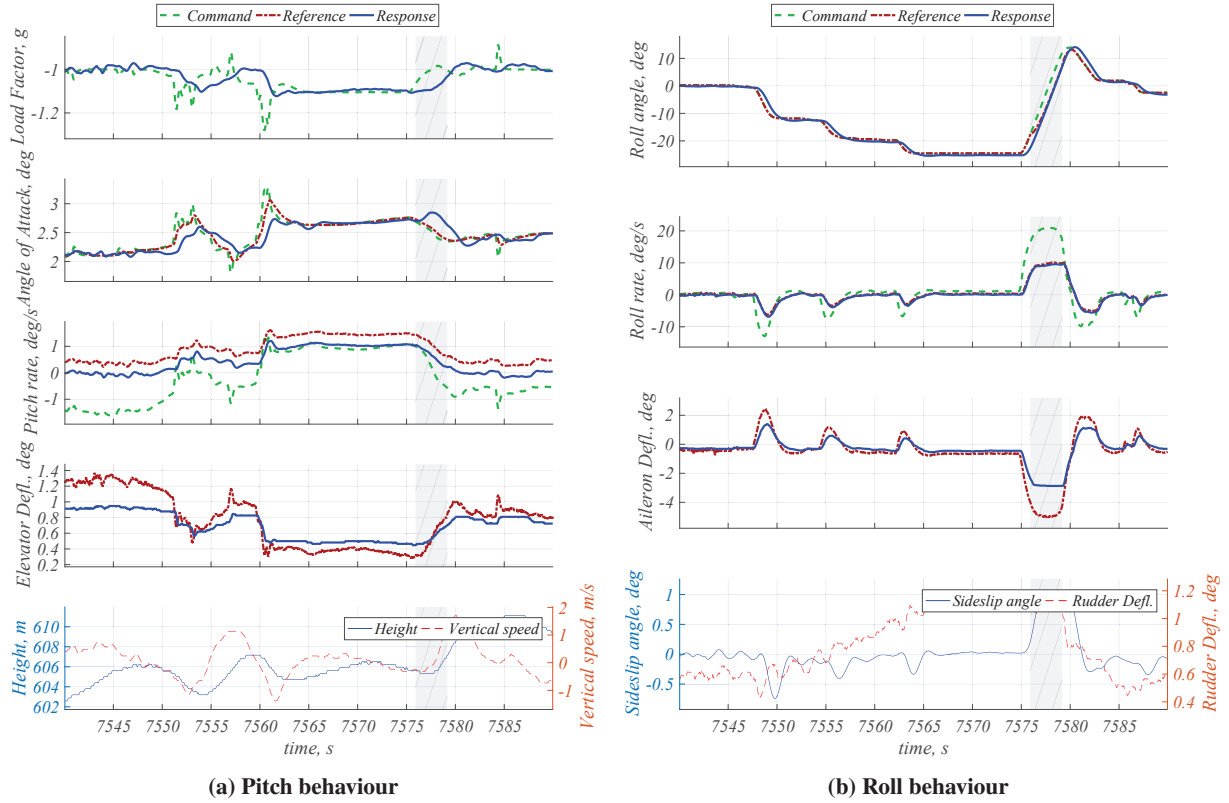 Command Reference Response
Load Factor, g
-1
-1.2
Angle of Attack, deg
3
2.5
2
Pitch rate, deg/s
1
0
-1
Elevator Defl., deg
1.4
1.2
1
0.8
0.6
0.4
0.2
Height, m
610
608
606
604
602
Height Vertical speed
2
1
0
-1
Vertical speed, m/s
7545 7550 7555 7560 7565 7570 7575 7580 7585
time, s
(a) Pitch behaviour
Command Reference Response
Roll angle, deg
10
0
-10
-20
Roll rate, deg/s
20
10
0
-10
Aileron Defl., deg
2
0
-2
-4
Sideslip angle, deg
1
0.5
0
-0.5
Sideslip angle Rudder Defl.
1.2
1
0.8
0.6
0.4
Rudder Defl., deg
7545 7550 7555 7560 7565 7570 7575 7580 7585
time, s
(b) Roll behaviour